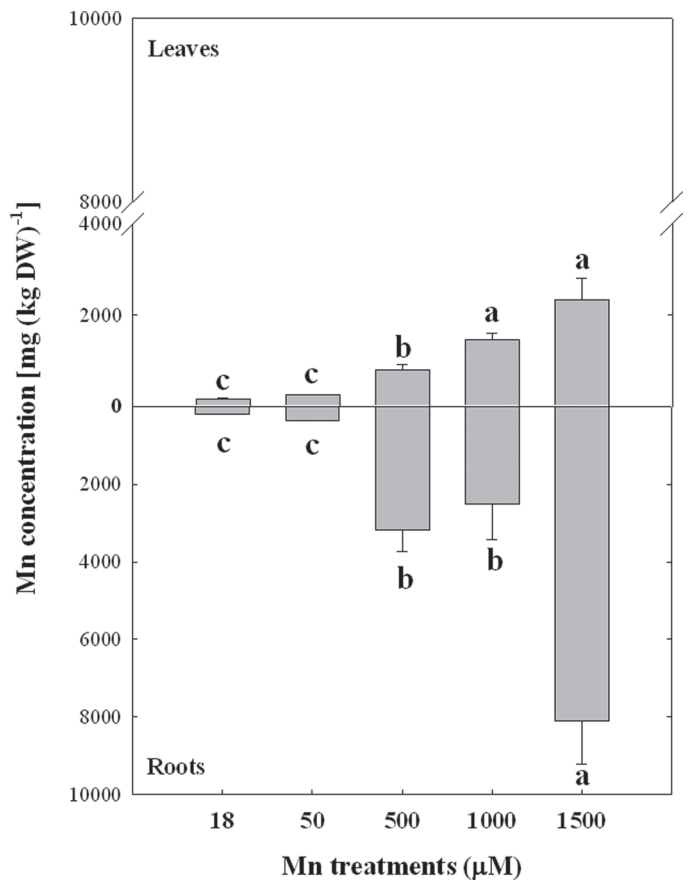 10000
Leaves
8000
4000
a
2000
a
b
c
c
0
c
c
2000
4000
b
b
6000
8000
Roots
a
10000
18 50 500 1000 1500
Mn treatments (µM)
Mn concentration [mg (kg DW)⁻¹]